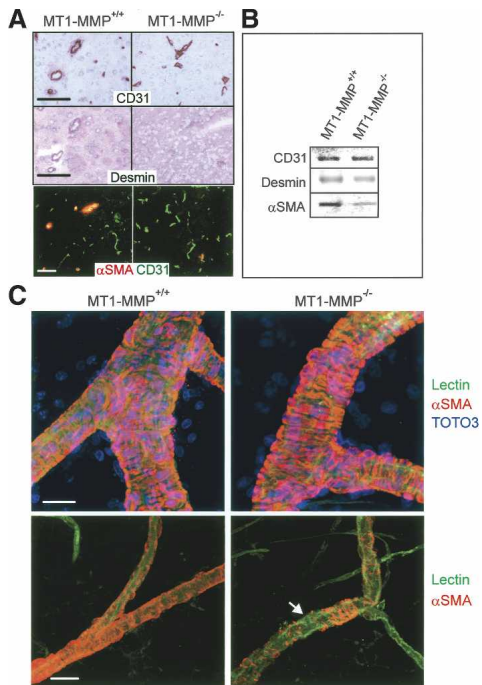 A
MT1-MMP+/+ MT1-MMP-/-
CD31
Desmin
αSMA CD31
B
MT1-MMP+/+ MT1-MMP-/-
CD31
Desmin
αSMA
C
MT1-MMP+/+ MT1-MMP-/-
Lectin
αSMA
TOTO3
Lectin
αSMA